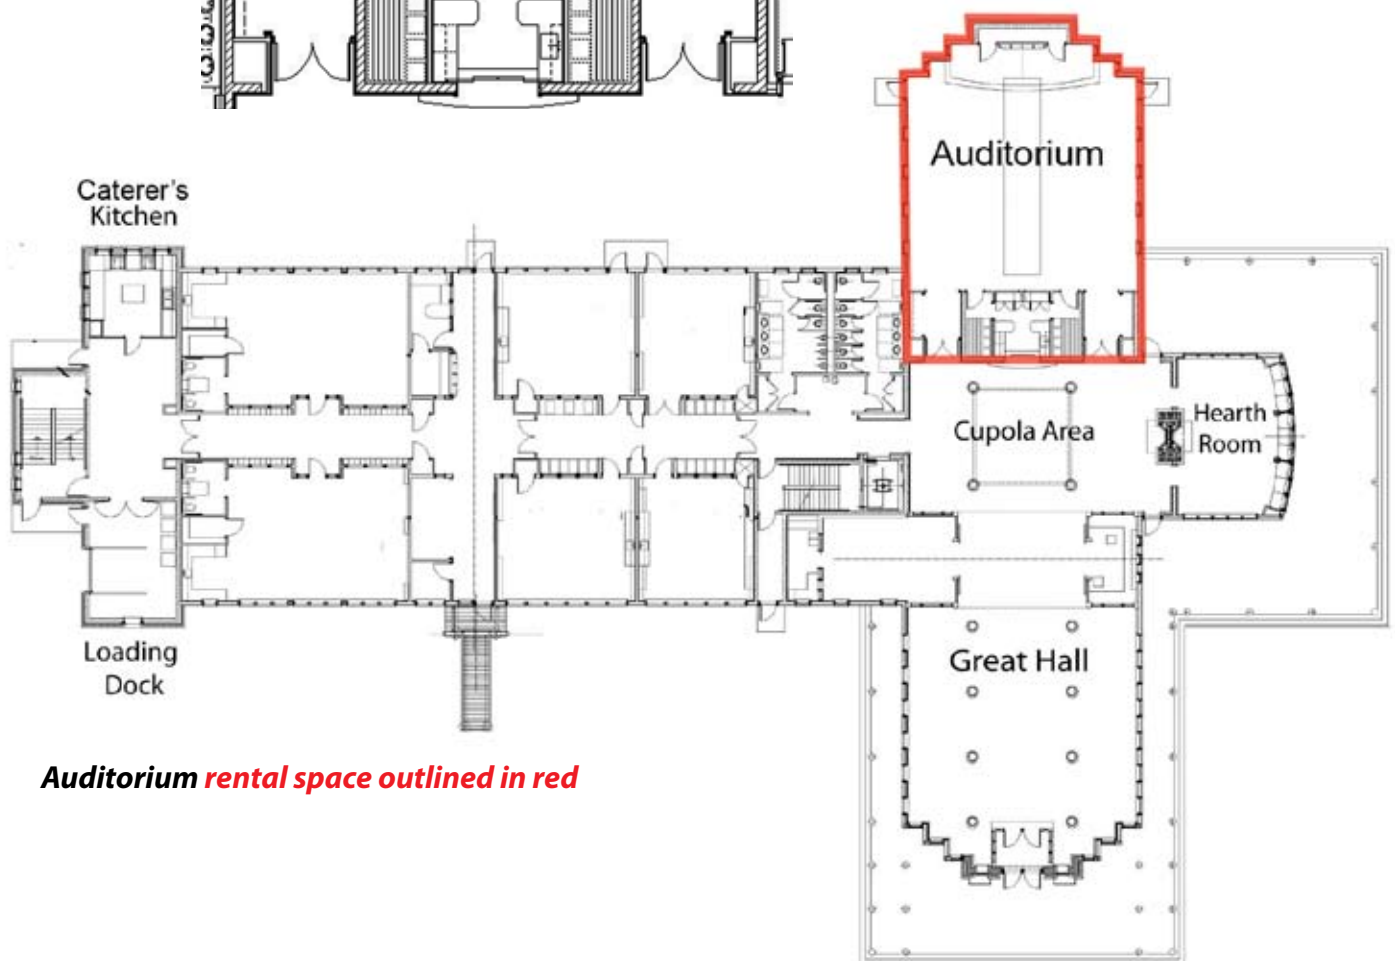 Auditorium
Caterer's
Kitchen
Cupola Area
Hearth
Room
Loading
Dock
Great Hall
Auditorium rental space outlined in red